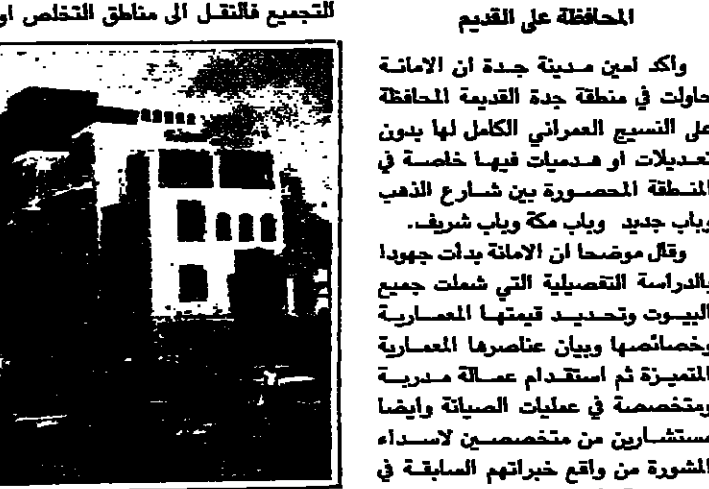 المحافظة على القديم
واكد امين مدينة جدة ان الامانة
حاولت في منطقة جدة القديمة المحافظة
على النسيج العمراني الكامل لها بدون
تعديلات او هدميات فيها خاصة في
المنطقة المحصورة بين شارع الذهب
وباب جديد وباب مكة وباب شريف.
وقال موضحا ان الامانة بدأت جهودا
بالدراسة التفصيلية التي شملت جميع
البيوت وتحديد قيمتها المعمارية
وخصائصها وبيان عناصرها المعمارية
المتميزة ثم استقدام عمالة مدربة
ومتخصصة في عمليات الصيانة وايضا
مستشارين من متخصصين لاسداء
المشورة من واقع خبراتهم السابقة في
التجميع فالنقل الى مناطق التخلص او